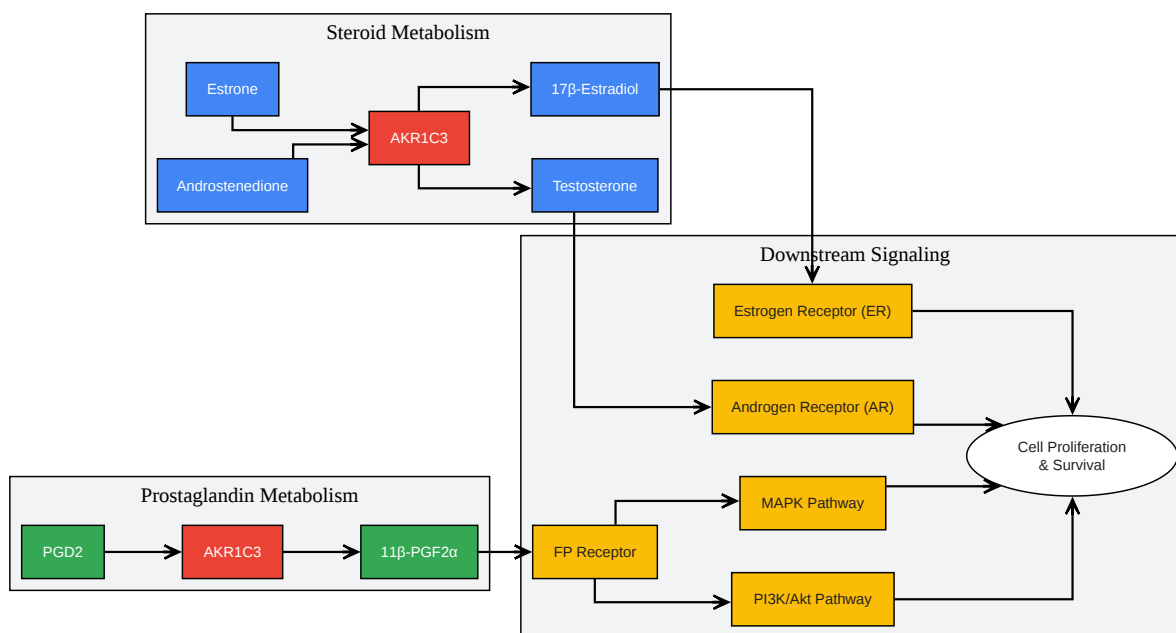 Steroid Metabolism
Estrone
17β-Estradiol
AKR1C3
Androstenedione
Testosterone
Downstream Signaling
Estrogen Receptor (ER)
Androgen Receptor (AR)
Cell Proliferation
& Survival
Prostaglandin Metabolism
MAPK Pathway
PGD2
AKR1C3
11β-PGF2α
FP Receptor
PI3K/Akt Pathway